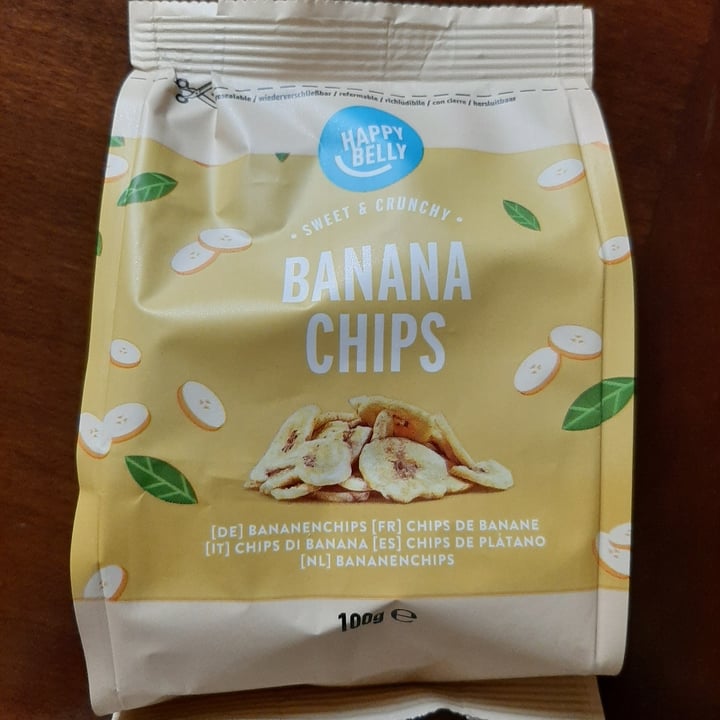 resealable / wiederverschließbar / refermable / richiudibile / con cierre / hersluitbaar
HAPPY
BELLY
• SWEET & CRUNCHY •
BANANA
CHIPS
[DE] BANANENCHIPS [FR] CHIPS DE BANANE
[IT] CHIPS DI BANANA [ES] CHIPS DE PLÁTANO
[NL] BANANENCHIPS
100g ℮